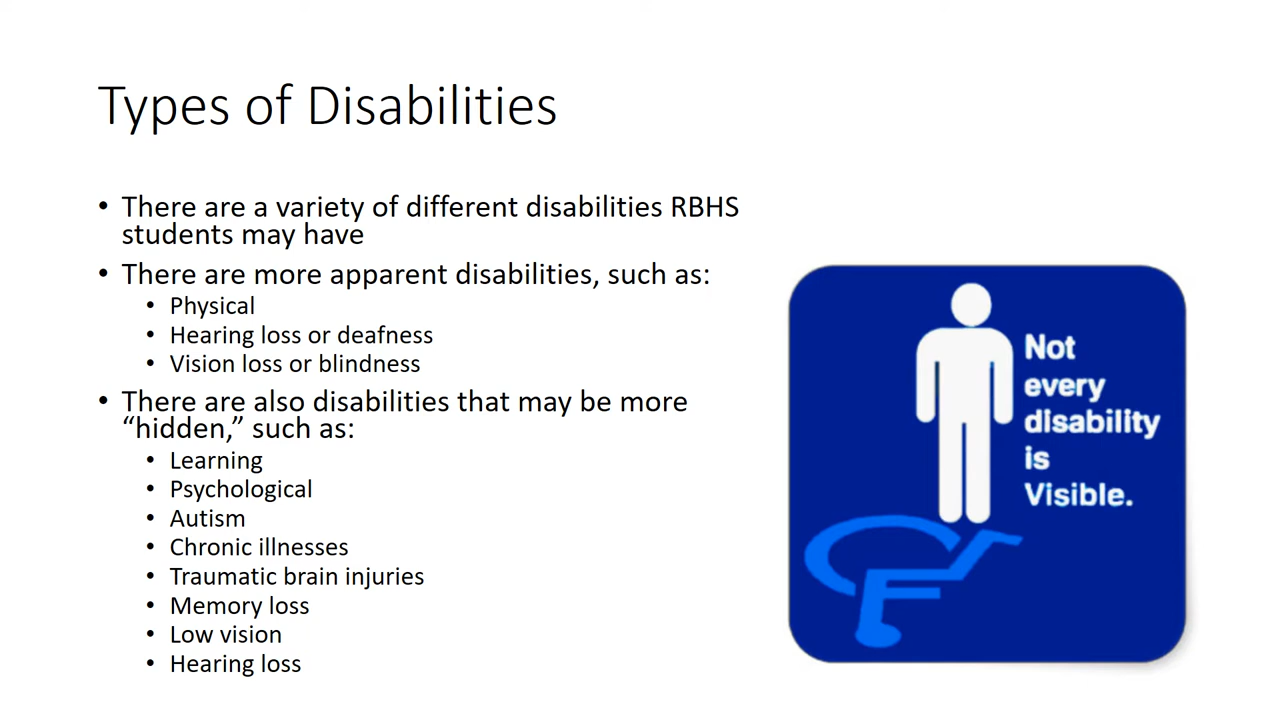 Types of Disabilities
• There are a variety of different disabilities RBHS
students may have
• There are more apparent disabilities, such as:
• Physical
• Hearing loss or deafness
• Vision loss or blindness
• There are also disabilities that may be more
“hidden,” such as:
• Learning
• Psychological
• Autism
• Chronic illnesses
• Traumatic brain injuries
• Memory loss
• Low vision
• Hearing loss
Not
every
disability
is
Visible.